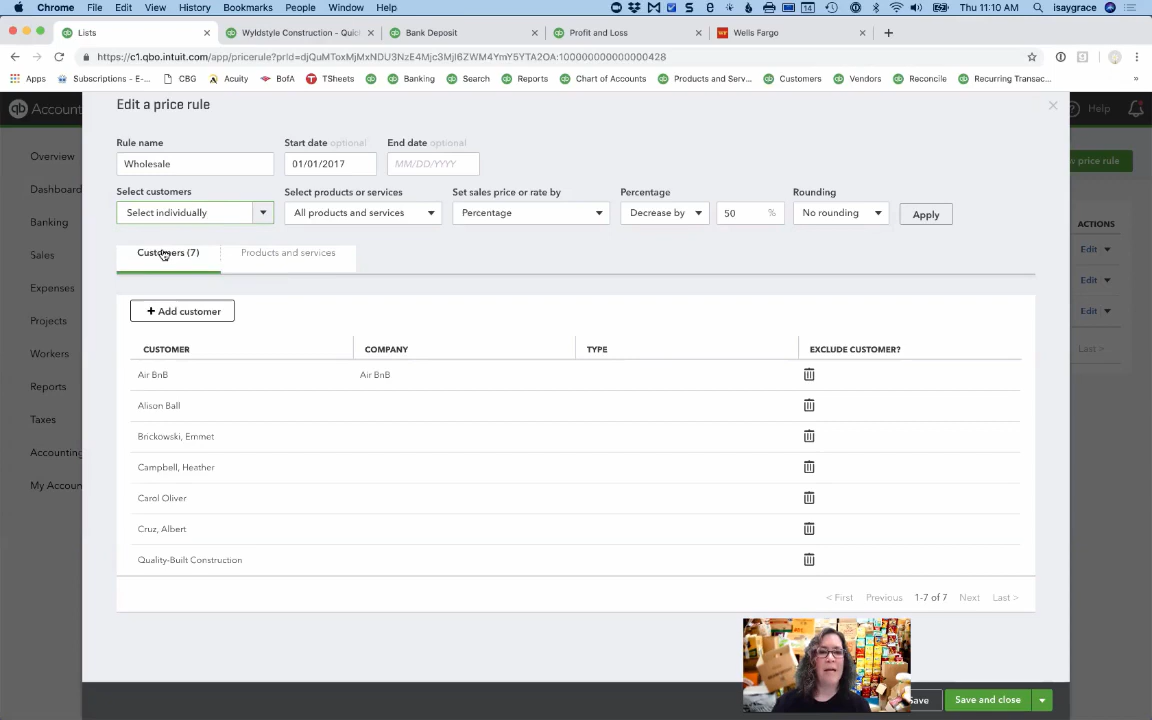 Chrome File Edit View History Bookmarks People Window Help 14 Thu 11:10 AM isaygrace
Lists Wyldstyle Construction - Quic Bank Deposit Profit and Loss Wells Fargo
https://c1.qbo.intuit.com/app/pricerule?prId=djQuMToxMjMxNDU3NzE4Mjc3MjI6ZWM4YmY5YTA2OA:100000000000000428
Apps Subscriptions - E-... CBG Acuity BofA TSheets Banking Search Reports Chart of Accounts Products and Serv... Customers Vendors Reconcile Recurring Transac... »
qb Account Help
Edit a price rule
Rule name Start date optional End date optional
Wholesale 01/01/2017 MM/DD/YYYY
Select customers Select products or services Set sales price or rate by Percentage Rounding
Select individually All products and services Percentage Decrease by 50 % No rounding Apply
Customers (7) Products and services
+ Add customer
CUSTOMER COMPANY TYPE EXCLUDE CUSTOMER?
Air BnB Air BnB
Alison Ball
Brickowski, Emmet
Campbell, Heather
Carol Oliver
Cruz, Albert
Quality-Built Construction
< First Previous 1-7 of 7 Next Last >
Save Save and close
Overview
Dashboard
Banking
Sales
Expenses
Projects
Workers
Reports
Taxes
Accounting
My Accoun
w price rule
ACTIONS
Edit
Edit
Edit
Last >